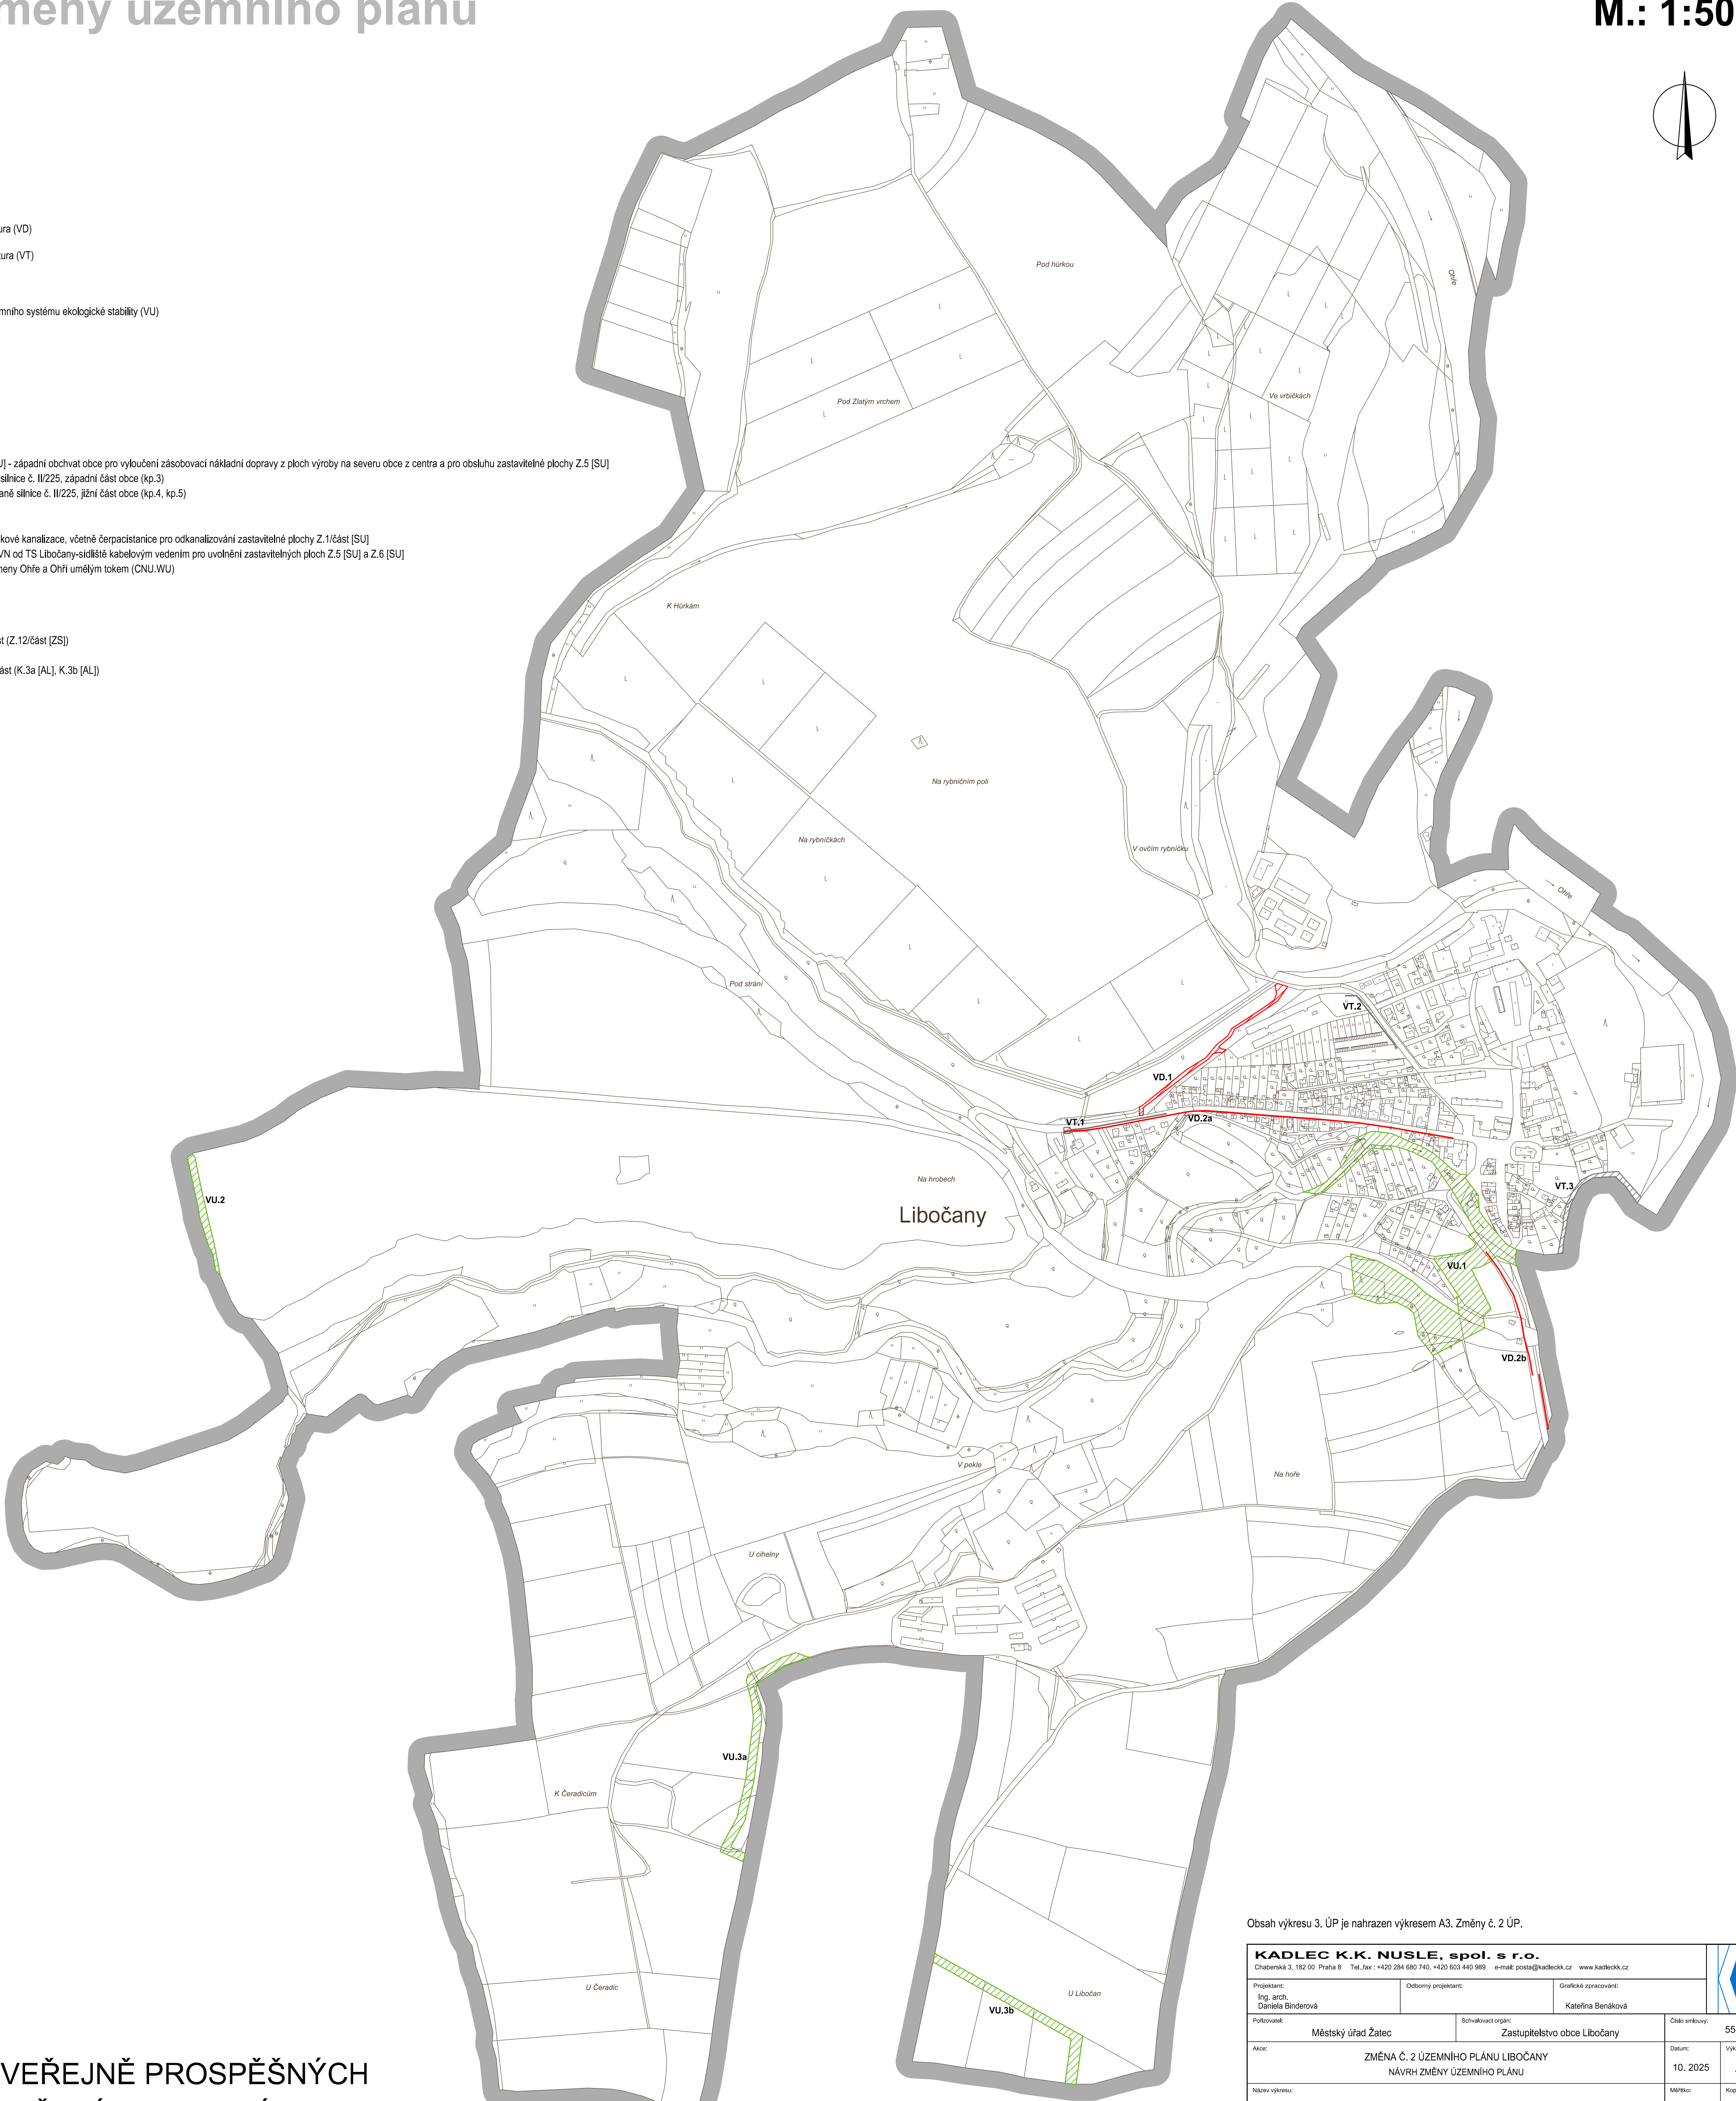 měny územního plánu
M.: 1:50
ura (VD)
tura (VT)
mního systému ekologické stability (VU)
J] - západní obchvat obce pro vyloučení zásobovací nákladní dopravy z ploch výroby na severu obce z centra a pro obsluhu zastavitelné plochy Z.5 [SU]
silnice č. II/225, západní část obce (kp.3)
aně silnice č. II/225, jižní část obce (kp.4, kp.5)
kové kanalizace, včetně čerpacístanice pro odkanalizování zastavitelné plochy Z.1/část [SU]
VN od TS Libočany-sídliště kabelovým vedením pro uvolnění zastavitelných ploch Z.5 [SU] a Z.6 [SU]
neny Ohře a Ohří umělým tokem (CNU.WU)
st (Z.12/část [ZS])
ást (K.3a [AL], K.3b [AL])
Pod hůrkou
Ohře
Pod Zlatým vrchem
Ve vrbičkách
K Hůrkám
Na rybničním poli
Na rybníčkách
V ovčím rybníčku
Ohře
Pod strání
VT.2
VD.1
VT.1
VD.2a
Na hrobech
VT.3
VU.2
Libočany
VU.1
VD.2b
V pekle
Na hoře
U cihelny
VU.3a
K Čeradicům
U Čeradic
U Libočan
VU.3b
Obsah výkresu 3. ÚP je nahrazen výkresem A3. Změny č. 2 ÚP.
KADLEC K.K. NUSLE, spol. s r.o.
Chaberská 3, 182 00 Praha 8 Tel.,fax : +420 284 680 740, +420 603 440 989 e-mail: posta@kadleckk.cz www.kadleckk.cz
Projektant:
Odborný projektant:
Grafické zpracování:
Ing. arch.
Daniela Binderová
Kateřina Benáková
Pořizovatel:
Schvalovací orgán:
Číslo smlouvy:
Městský úřad Žatec
Zastupitelstvo obce Libočany
55
Akce:
Datum:
Výk
ZMĚNA Č. 2 ÚZEMNÍHO PLÁNU LIBOČANY
NÁVRH ZMĚNY ÚZEMNÍHO PLÁNU
10. 2025
Název výkresu:
Měřítko:
Kop
VEŘEJNĚ PROSPĚŠNÝCH